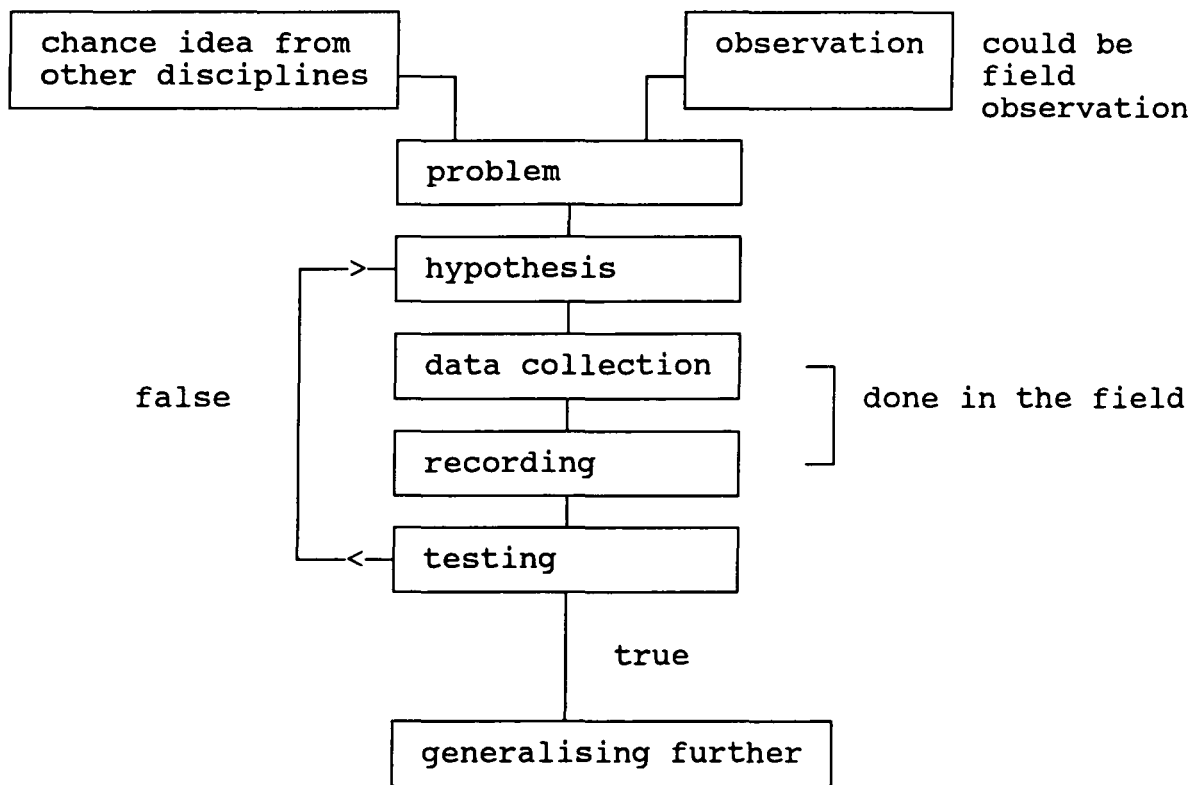 chance idea from
other disciplines
observation
could be
field
observation
problem
>
hypothesis
data collection
false
done in the field
recording
<
testing
true
generalising further